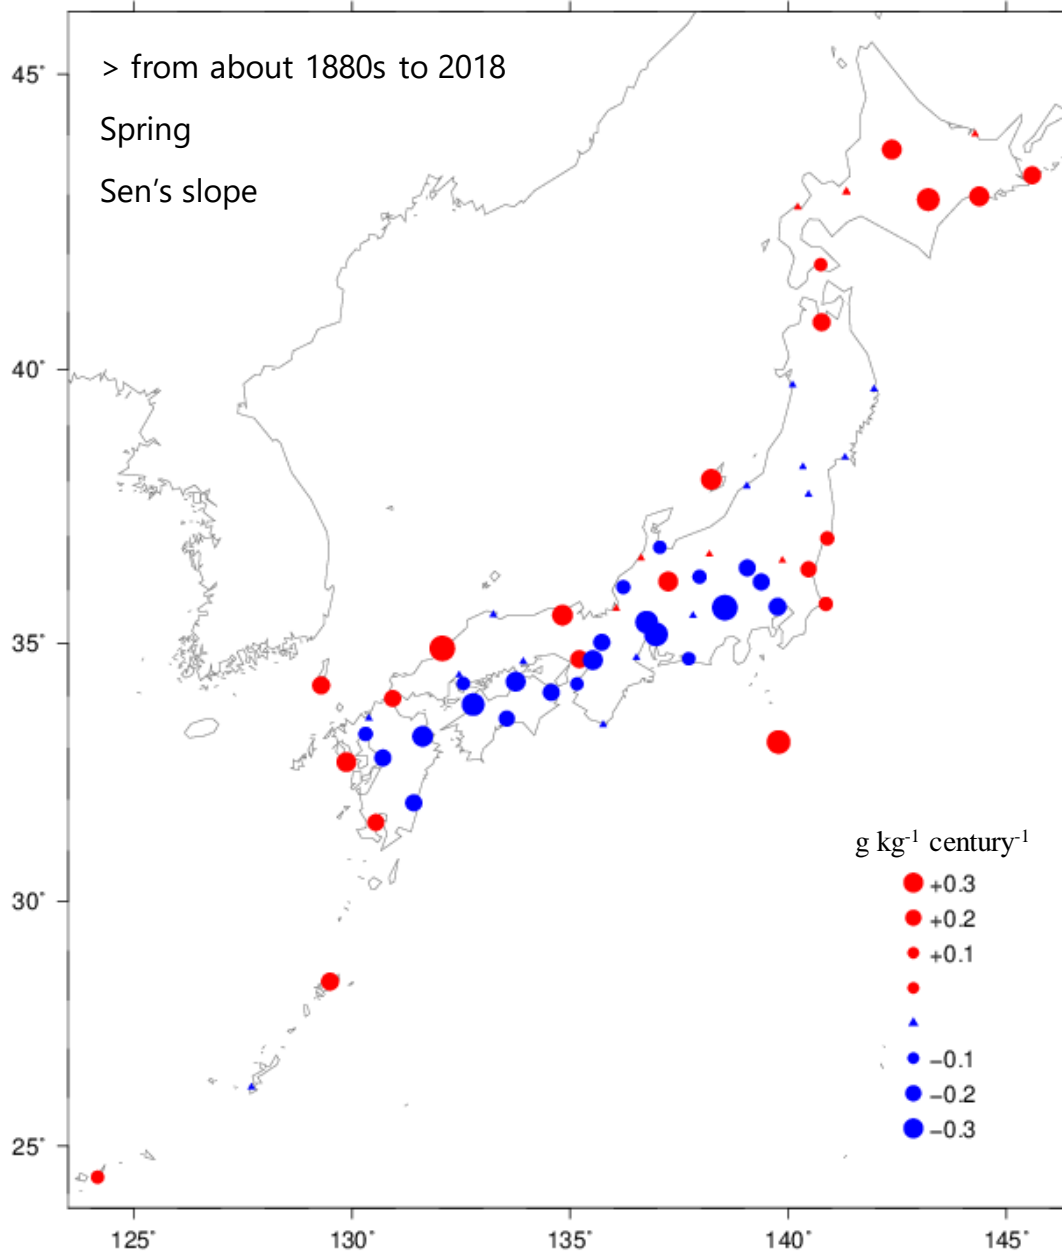 > from about 1880s to 2018
Spring
Sen's slope
45°
40°
35°
30°
25°
g kg⁻¹ century⁻¹
+0.3
+0.2
+0.1
−0.1
−0.2
−0.3
125° 130° 135° 140° 145°